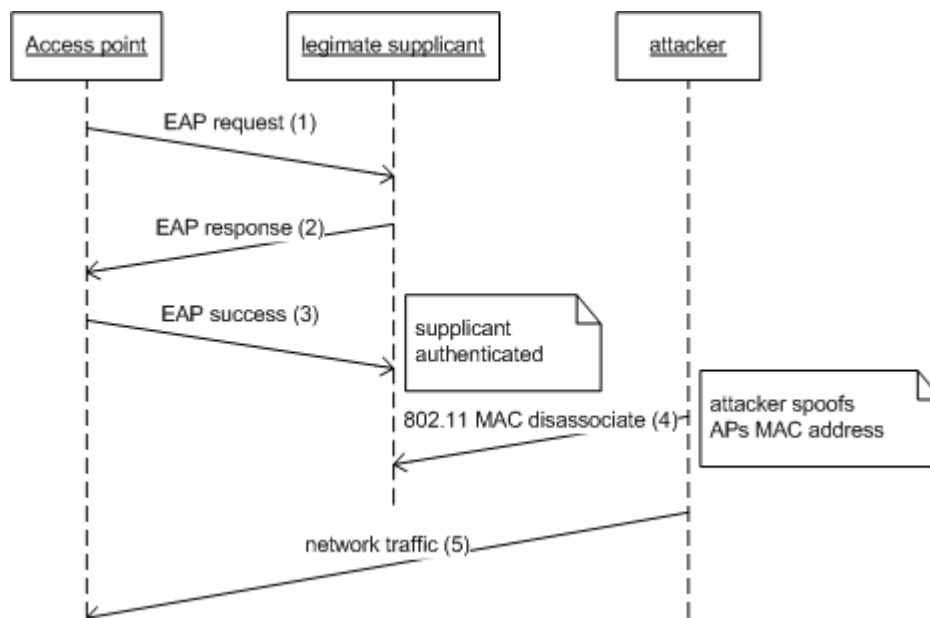 Access point
legimate supplicant
attacker
EAP request (1)
EAP response (2)
EAP success (3)
supplicant
authenticated
802.11 MAC disassociate (4)
attacker spoofs
APs MAC address
network traffic (5)